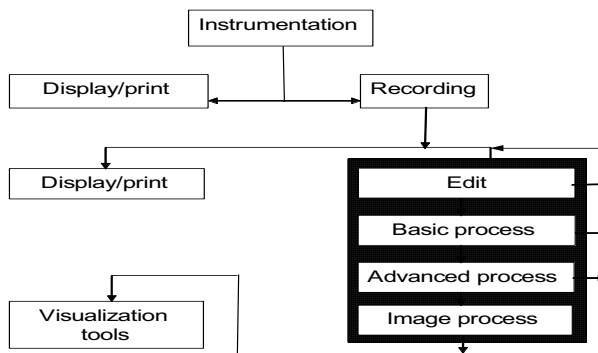 Instrumentation
Display/print
Recording
Display/print
Edit
Basic process
Advanced process
Visualization
tools
Image process